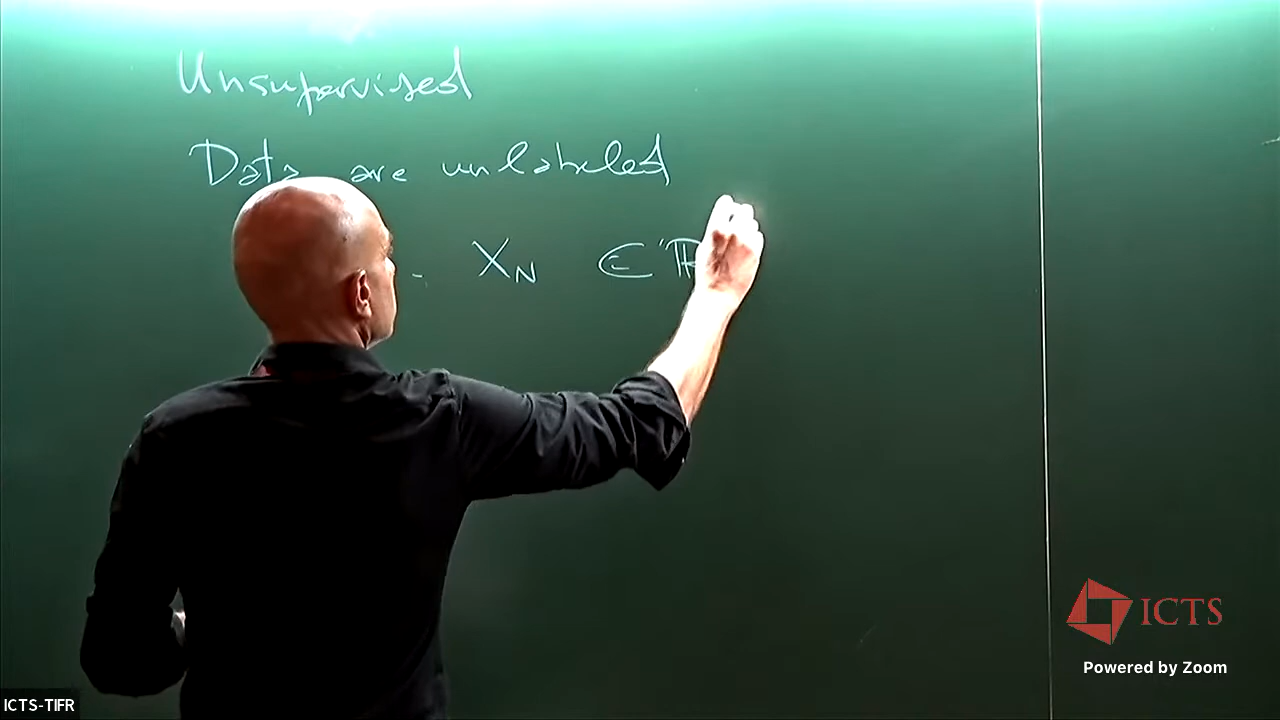 Unsupervised
Data are unlabeled
.. X_N ∈ ℝ
ICTS
Powered by Zoom
ICTS-TIFR